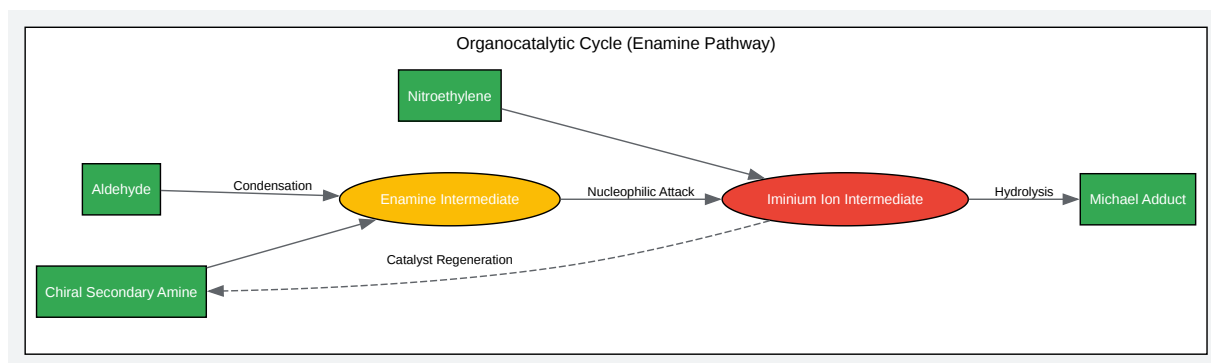 Organocatalytic Cycle (Enamine Pathway)
Nitroethylene
Aldehyde
Condensation
Enamine Intermediate
Nucleophilic Attack
Iminium Ion Intermediate
Hydrolysis
Michael Adduct
Catalyst Regeneration
Chiral Secondary Amine